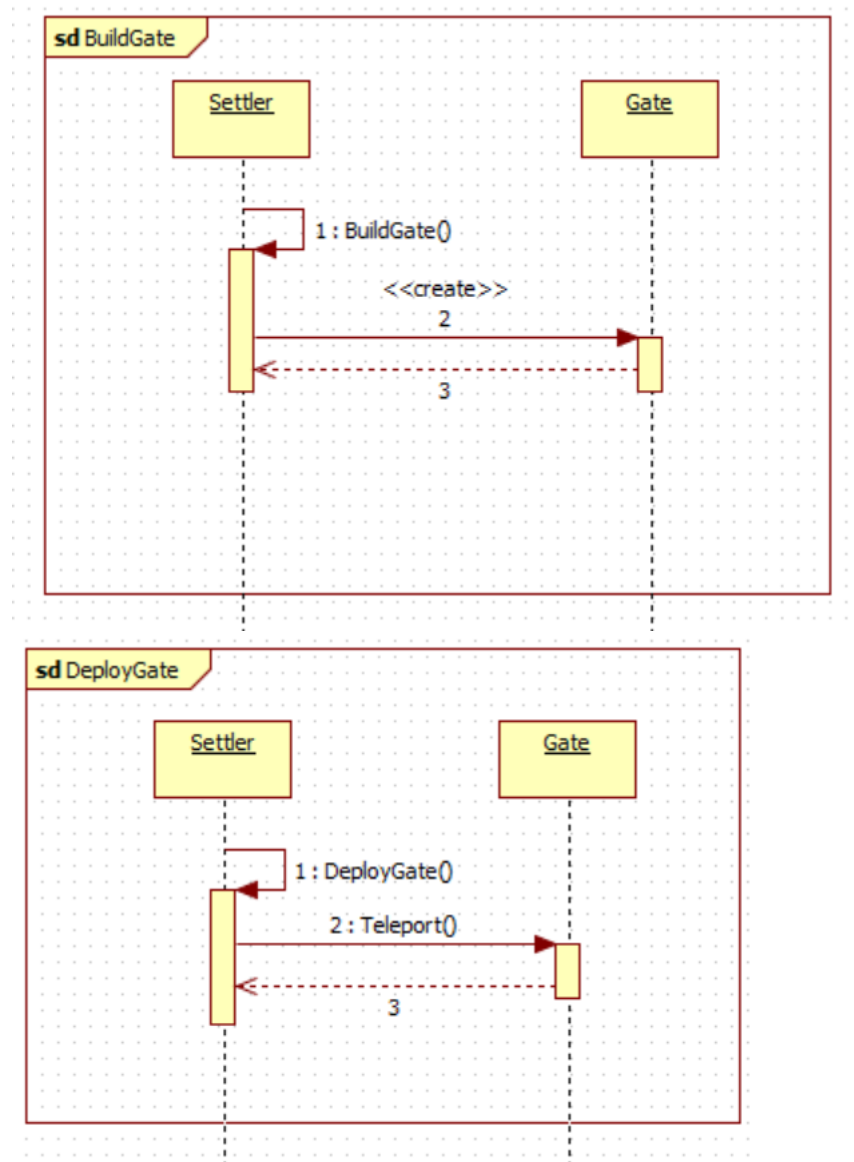 sd BuildGate
Settler
Gate
1 : BuildGate()
<<create>>
2
3
sd DeployGate
Settler
Gate
1 : DeployGate()
2 : Teleport()
3